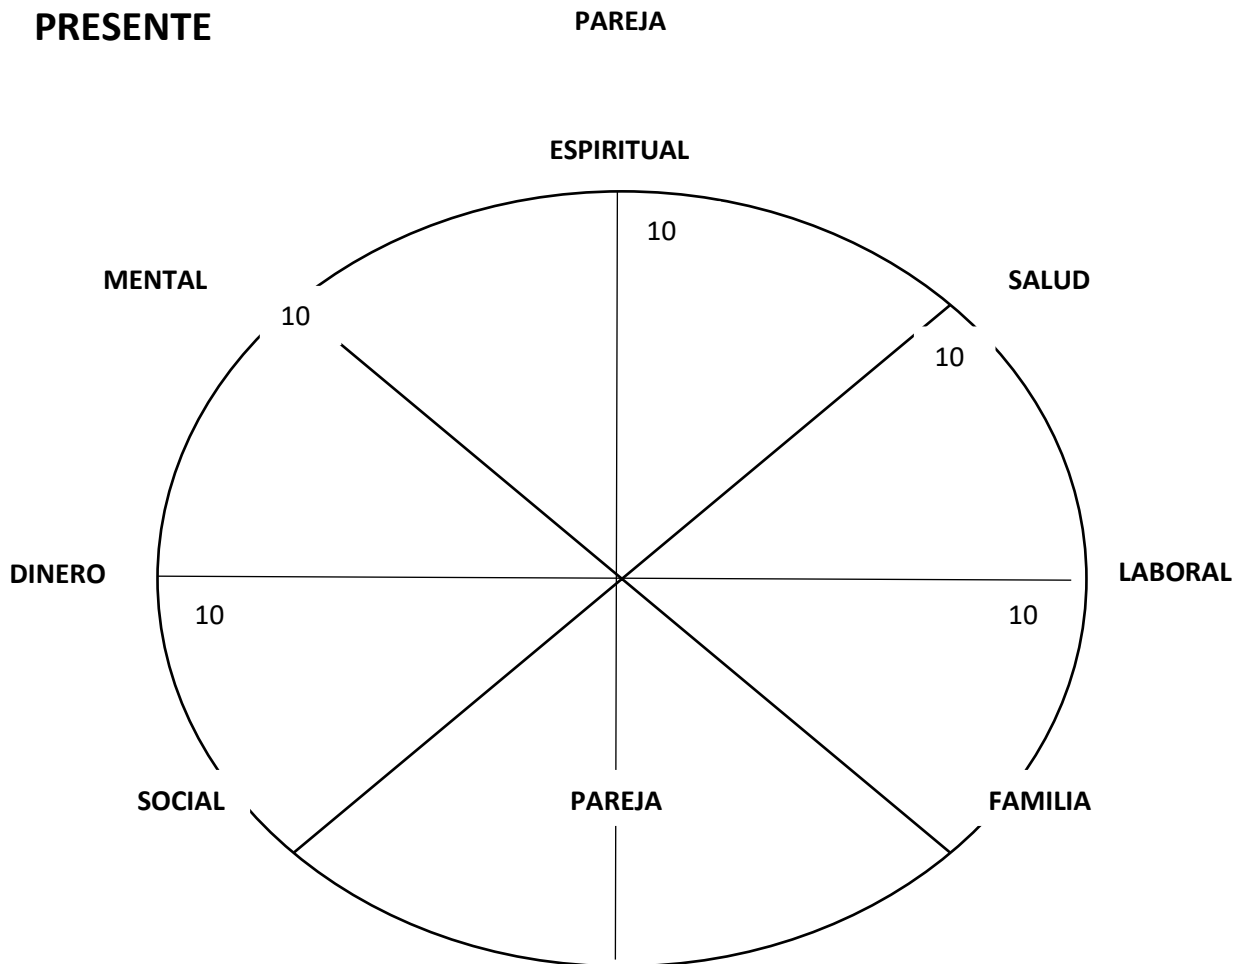 PRESENTE
PAREJA
ESPIRITUAL
10
MENTAL
SALUD
10
10
DINERO
LABORAL
10
10
SOCIAL
PAREJA
FAMILIA